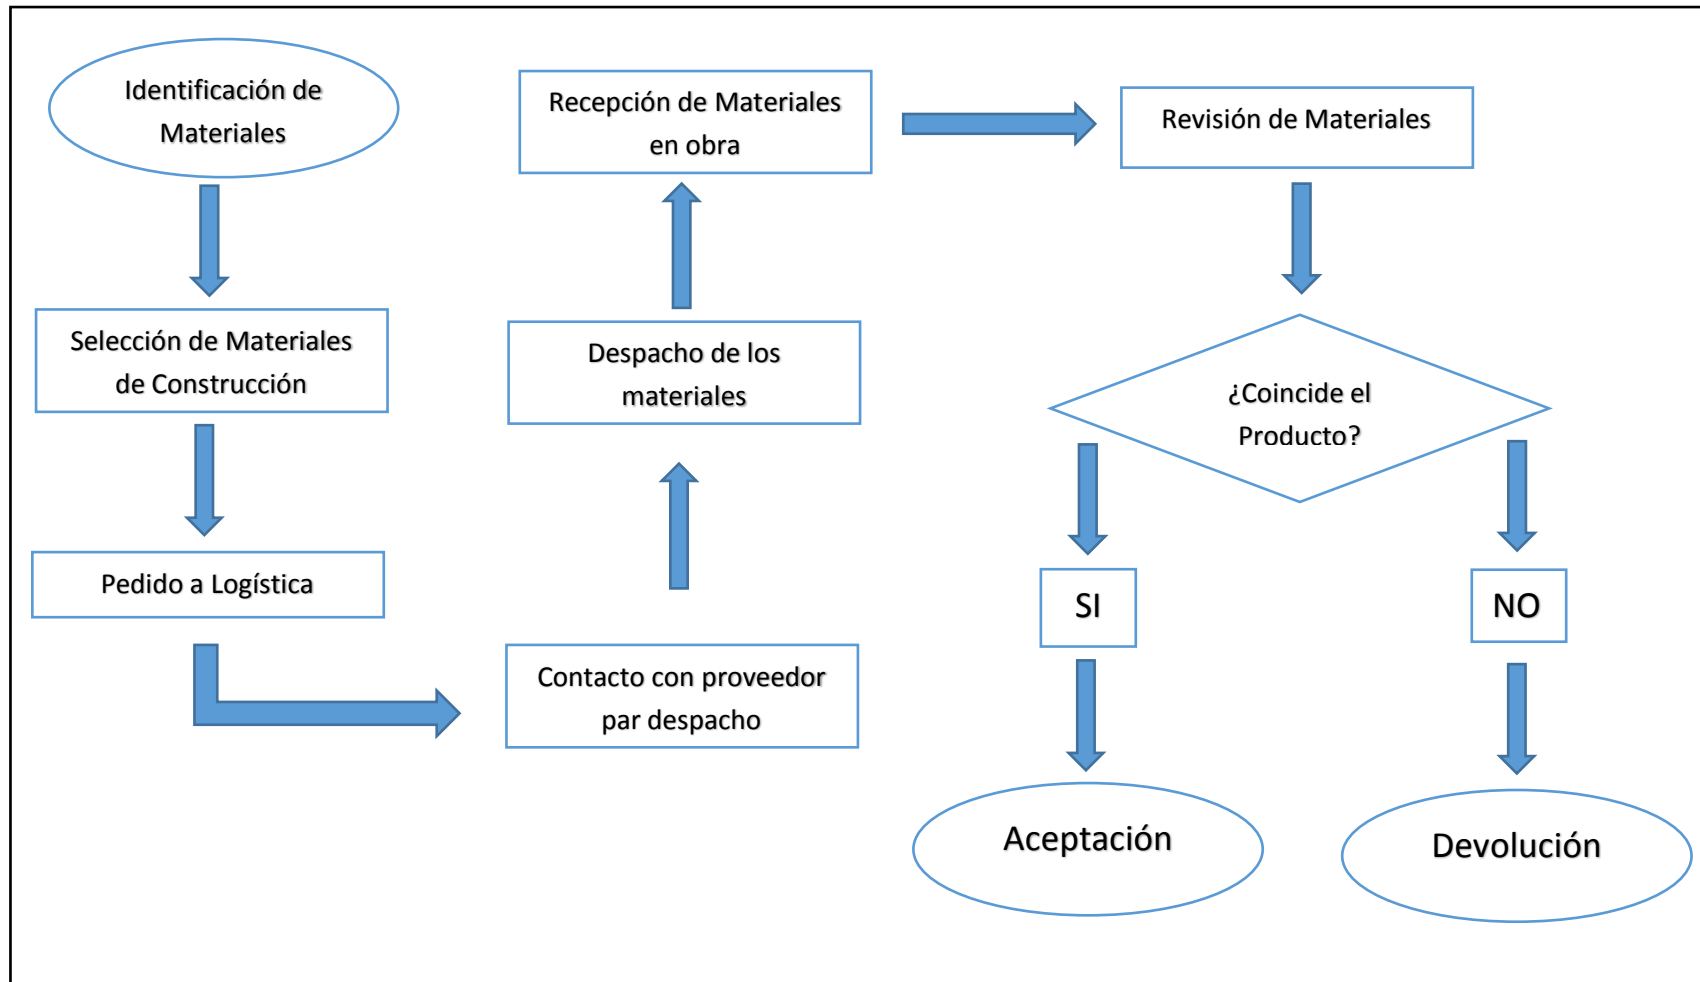 Identificación de
Materiales
Selección de Materiales
de Construcción
Pedido a Logística
Contacto con proveedor
par despacho
Despacho de los
materiales
Recepción de Materiales
en obra
Revisión de Materiales
¿Coincide el
Producto?
SI
NO
Aceptación
Devolución